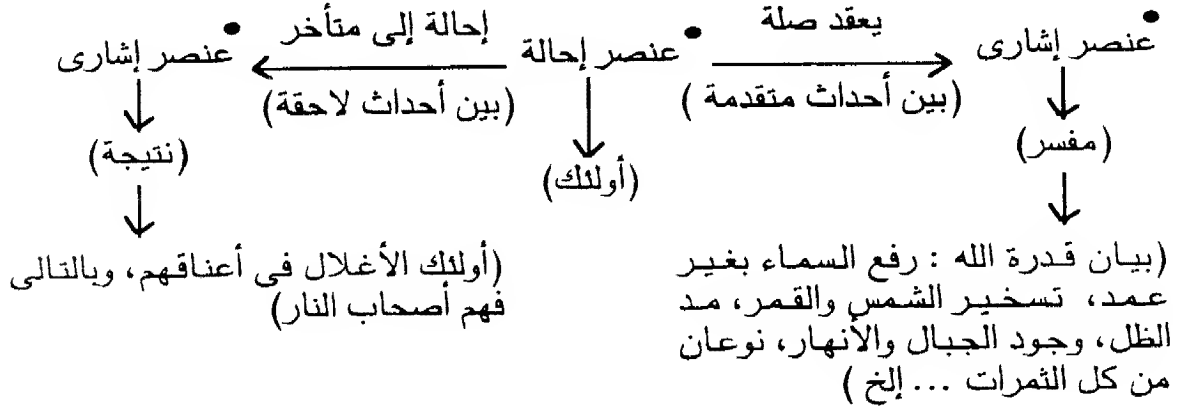 • عنصر إشارى
يعقد صلة
(بين أحداث متقدمة )
• عنصر إحالة
إحالة إلى متأخر
(بين أحداث لاحقة)
• عنصر إشارى
(مفسر)
(أولئك)
(نتيجة)
(بيان قدرة الله : رفع السماء بغير
عمد، تسخير الشمس والقمر، مد
الظل، وجود الجبال والأنهار، نوعان
من كل الثمرات ... إلخ )
(أولئك الأغلال فى أعناقهم، وبالتالى
فهم أصحاب النار)